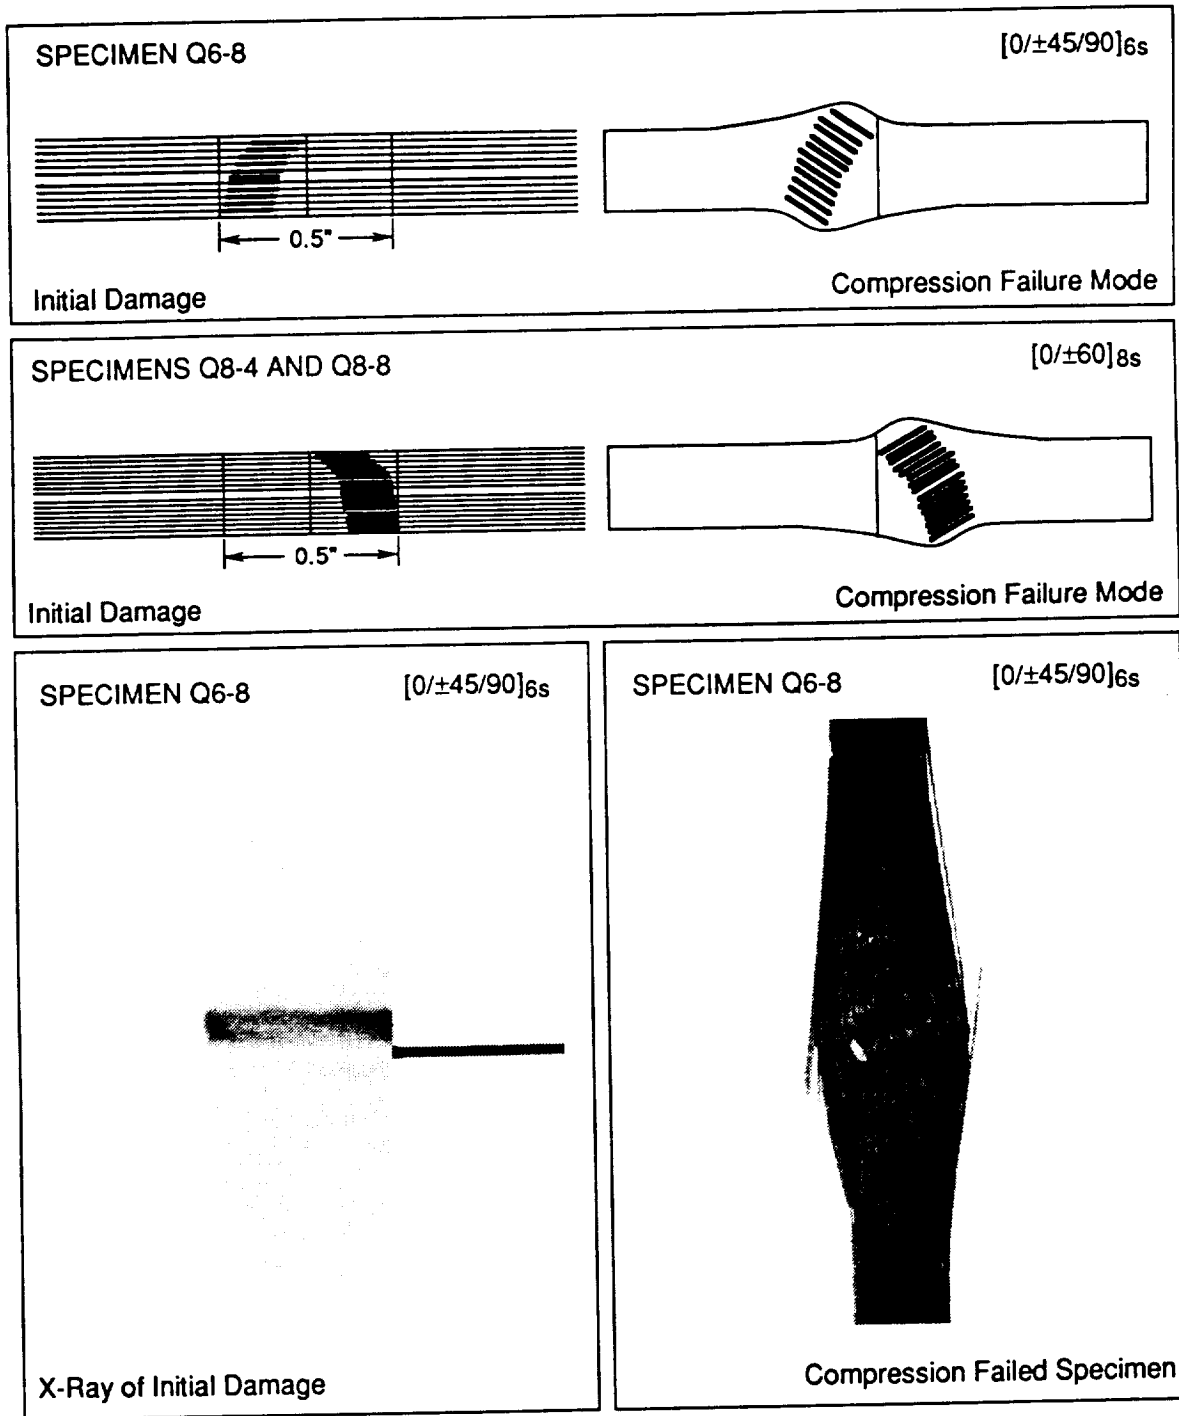 SPECIMEN Q6-8 [0/±45/90]6s
0.5"
Initial Damage Compression Failure Mode
SPECIMENS Q8-4 AND Q8-8 [0/±60]8s
0.5"
Initial Damage Compression Failure Mode
SPECIMEN Q6-8 [0/±45/90]6s
X-Ray of Initial Damage
SPECIMEN Q6-8 [0/±45/90]6s
Compression Failed Specimen